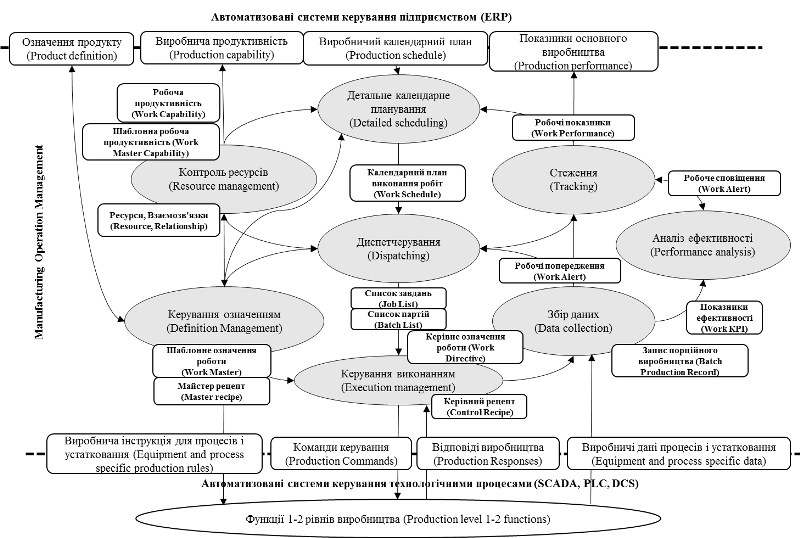 Автоматизовані системи керування підприємством (ERP)
Означення продукту
(Product definition)
Виробнича продуктивність
(Production capability)
Виробничий календарний план
(Production schedule)
Показники основного
виробництва
(Production performance)
Робоча
продуктивність
(Work Capability)
Шаблонна робоча
продуктивність (Work
Master Capability)
Детальне календарне
планування
(Detailed scheduling)
Робочі показники
(Work Performance)
Manufacturing Operation Management
Контроль ресурсів
(Resource management)
Календарний план
виконання робіт
(Work Schedule)
Стеження
(Tracking)
Робоче сповіщення
(Work Alert)
Ресурси, Взаємозв'язки
(Resource, Relationship)
Диспетчерування
(Dispatching)
Аналіз ефективності
(Performance analysis)
Робочі попередження
(Work Alert)
Список завдань
(Job List)
Список партій
(Batch List)
Керування означенням
(Definition Management)
Збір даних
(Data collection)
Показники
ефективності
(Work KPI)
Керівне означення
роботи (Work
Directive)
Шаблонне означення
роботи
(Work Master)
Майстер рецепт
(Master recipe)
Керування виконанням
(Execution management)
Запис порційного
виробництва (Batch
Production Record)
Керівний рецепт
(Control Recipe)
Виробнича інструкція для процесів і
устатковання (Equipment and process
specific production rules)
Команди керування
(Production Commands)
Відповіді виробництва
(Production Responses)
Виробничі дані процесів і устатковання
(Equipment and process specific data)
Автоматизовані системи керування технологічними процесами (SCADA, PLC, DCS)
Функції 1-2 рівнів виробництва (Production level 1-2 functions)